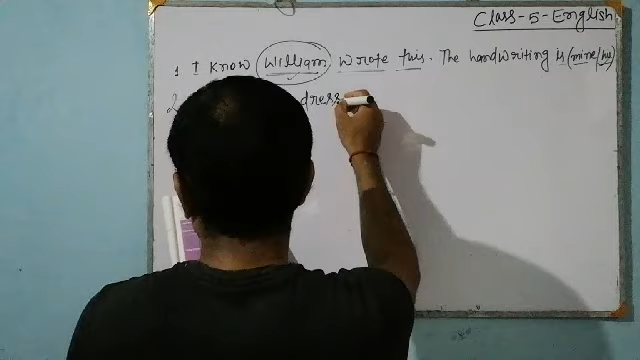 Class-5-English
1 I know William wrote this. The handwriting is (mine/his)
2 dress